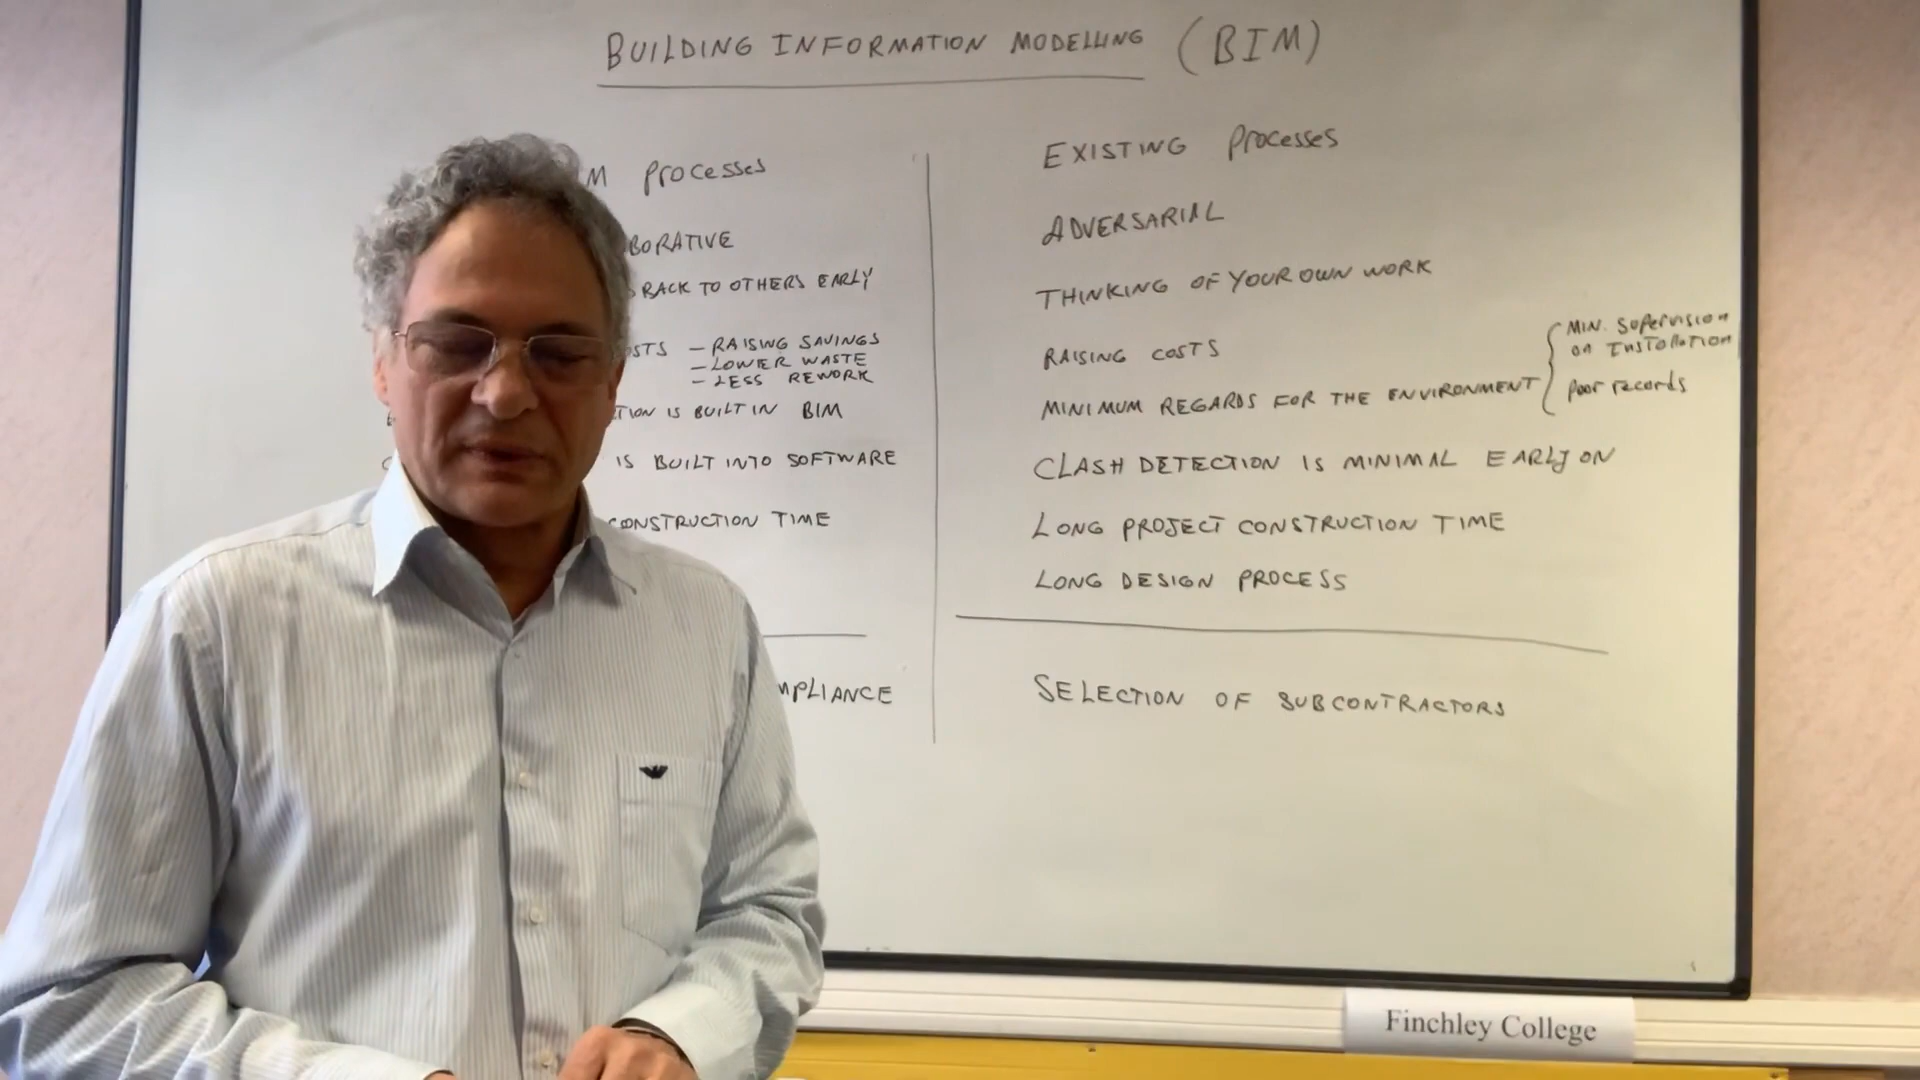 BUILDING INFORMATION MODELLING (BIM)
M Processes
BORATIVE
BACK TO OTHERS EARLY
STS – RAISING SAVINGS
– LOWER WASTE
– LESS REWORK
TION IS BUILT IN BIM
IS BUILT INTO SOFTWARE
CONSTRUCTION TIME
MPLIANCE
EXISTING Processes
ADVERSARIAL
THINKING OF YOUR OWN WORK
RAISING COSTS
MINIMUM REGARDS FOR THE ENVIRONMENT
MIN. Supervision
on Installation
poor records
CLASH DETECTION IS MINIMAL EARLY ON
LONG PROJECT CONSTRUCTION TIME
LONG DESIGN PROCESS
SELECTION OF SUBCONTRACTORS
Finchley College